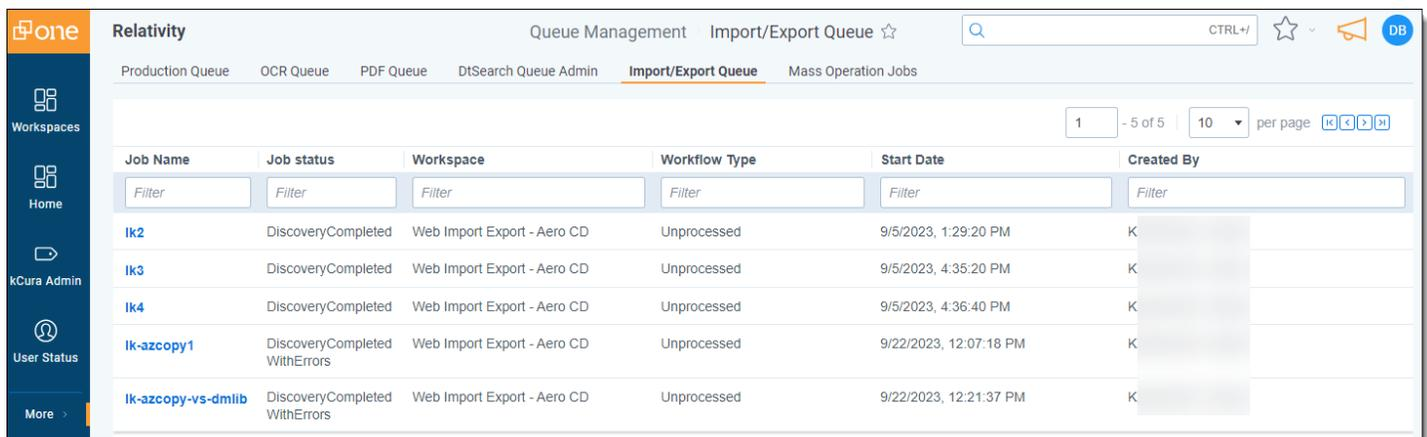 one
Relativity
Queue Management Import/Export Queue
CTRL+/
DB
Production Queue OCR Queue PDF Queue DtSearch Queue Admin Import/Export Queue Mass Operation Jobs
Workspaces
Home
kCura Admin
User Status
More
1 - 5 of 5 10 per page
Job Name Job status Workspace Workflow Type Start Date Created By
Filter Filter Filter Filter Filter Filter
lk2 DiscoveryCompleted Web Import Export - Aero CD Unprocessed 9/5/2023, 1:29:20 PM K
lk3 DiscoveryCompleted Web Import Export - Aero CD Unprocessed 9/5/2023, 4:35:20 PM K
lk4 DiscoveryCompleted Web Import Export - Aero CD Unprocessed 9/5/2023, 4:36:40 PM K
lk-azcopy1 DiscoveryCompleted Web Import Export - Aero CD Unprocessed 9/22/2023, 12:07:18 PM K
WithErrors
lk-azcopy-vs-dmlib DiscoveryCompleted Web Import Export - Aero CD Unprocessed 9/22/2023, 12:21:37 PM K
WithErrors